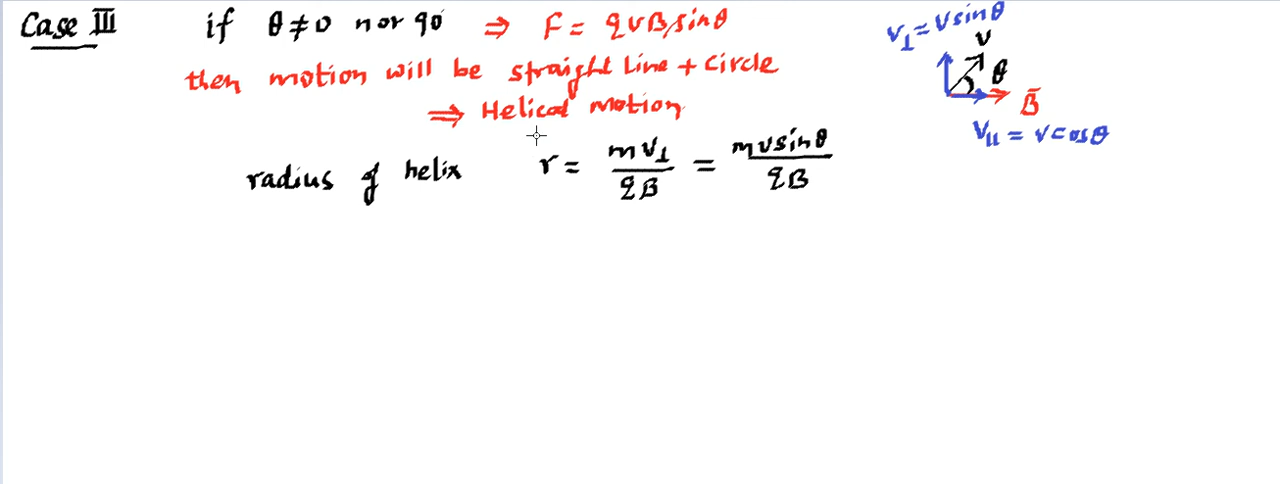 Case III if θ ≠ 0 nor 90 ⇒ F = qvB sinθ
then motion will be straight Line + Circle
⇒ Helical motion
radius of helix r = mv⊥/qB = mv sinθ/qB
v⊥ = v sinθ
v
θ
B̄
v|| = v cosθ